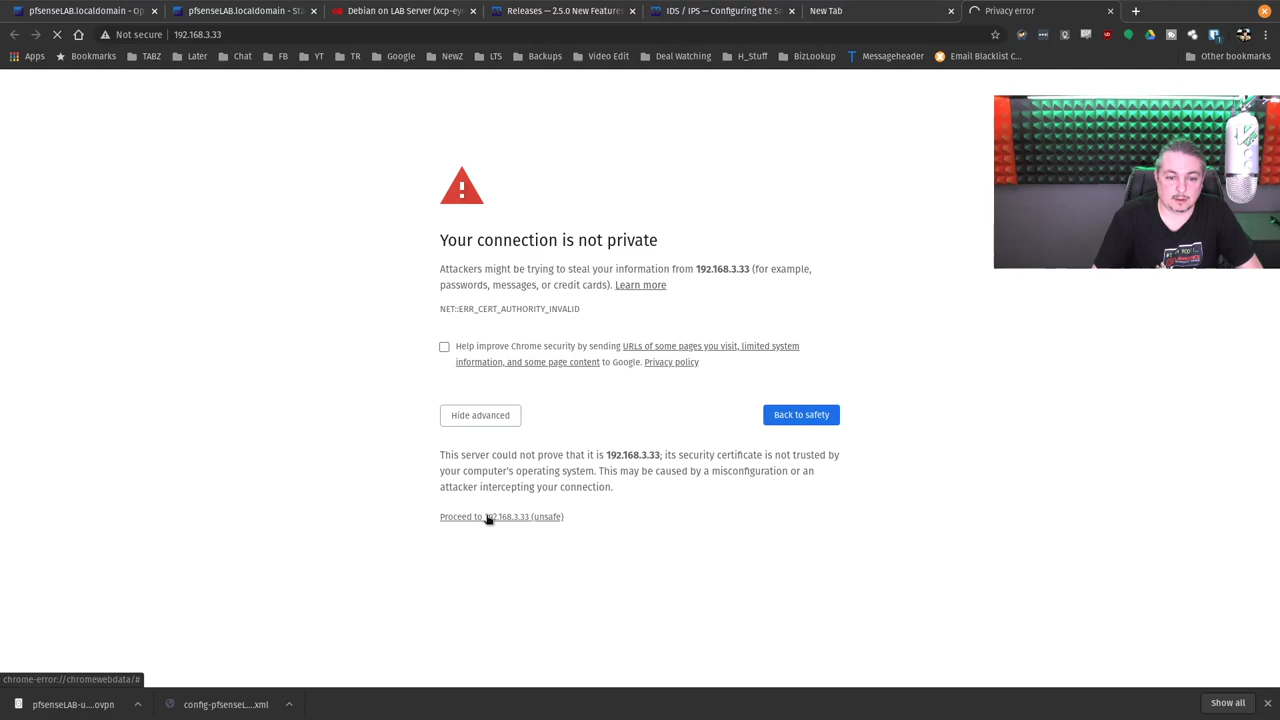 pfsenseLAB.localdomain - Op
pfsenseLAB.localdomain - Sta
Debian on LAB Server (xcp-ey
Releases — 2.5.0 New Feature
IDS / IPS — Configuring the S
New Tab
Privacy error
Not secure
192.168.3.33
Apps
Bookmarks
TABZ
Later
Chat
FB
YT
TR
Google
NewZ
LTS
Backups
Video Edit
Deal Watching
H_Stuff
BizLookup
Messageheader
Email Blacklist C...
Other bookmarks
Your connection is not private
Attackers might be trying to steal your information from 192.168.3.33 (for example,
passwords, messages, or credit cards). Learn more
NET::ERR_CERT_AUTHORITY_INVALID
Help improve Chrome security by sending URLs of some pages you visit, limited system
information, and some page content to Google. Privacy policy
Hide advanced
Back to safety
This server could not prove that it is 192.168.3.33; its security certificate is not trusted by
your computer's operating system. This may be caused by a misconfiguration or an
attacker intercepting your connection.
Proceed to 192.168.3.33 (unsafe)
chrome-error://chromewebdata/#
pfsenseLAB-u....ovpn
config-pfsenseL....xml
Show all